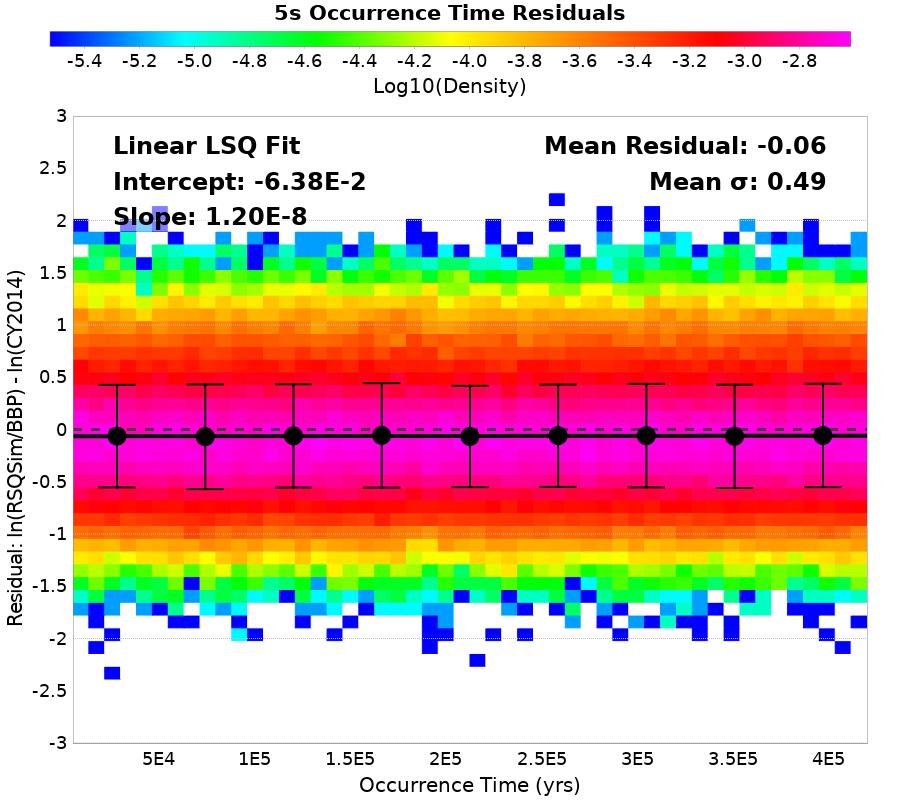 5s Occurrence Time Residuals
-5.4 -5.2 -5.0 -4.8 -4.6 -4.4 -4.2 -4.0 -3.8 -3.6 -3.4 -3.2 -3.0 -2.8
Log10(Density)
Linear LSQ Fit
Intercept: -6.38E-2
Slope: 1.20E-8
Mean Residual: -0.06
Mean σ: 0.49
3
2.5
2
1.5
1
0.5
0
-0.5
-1
-1.5
-2
-2.5
-3
Residual: ln(RSQSim/BBP) - ln(CY2014)
5E4 1E5 1.5E5 2E5 2.5E5 3E5 3.5E5 4E5
Occurrence Time (yrs)